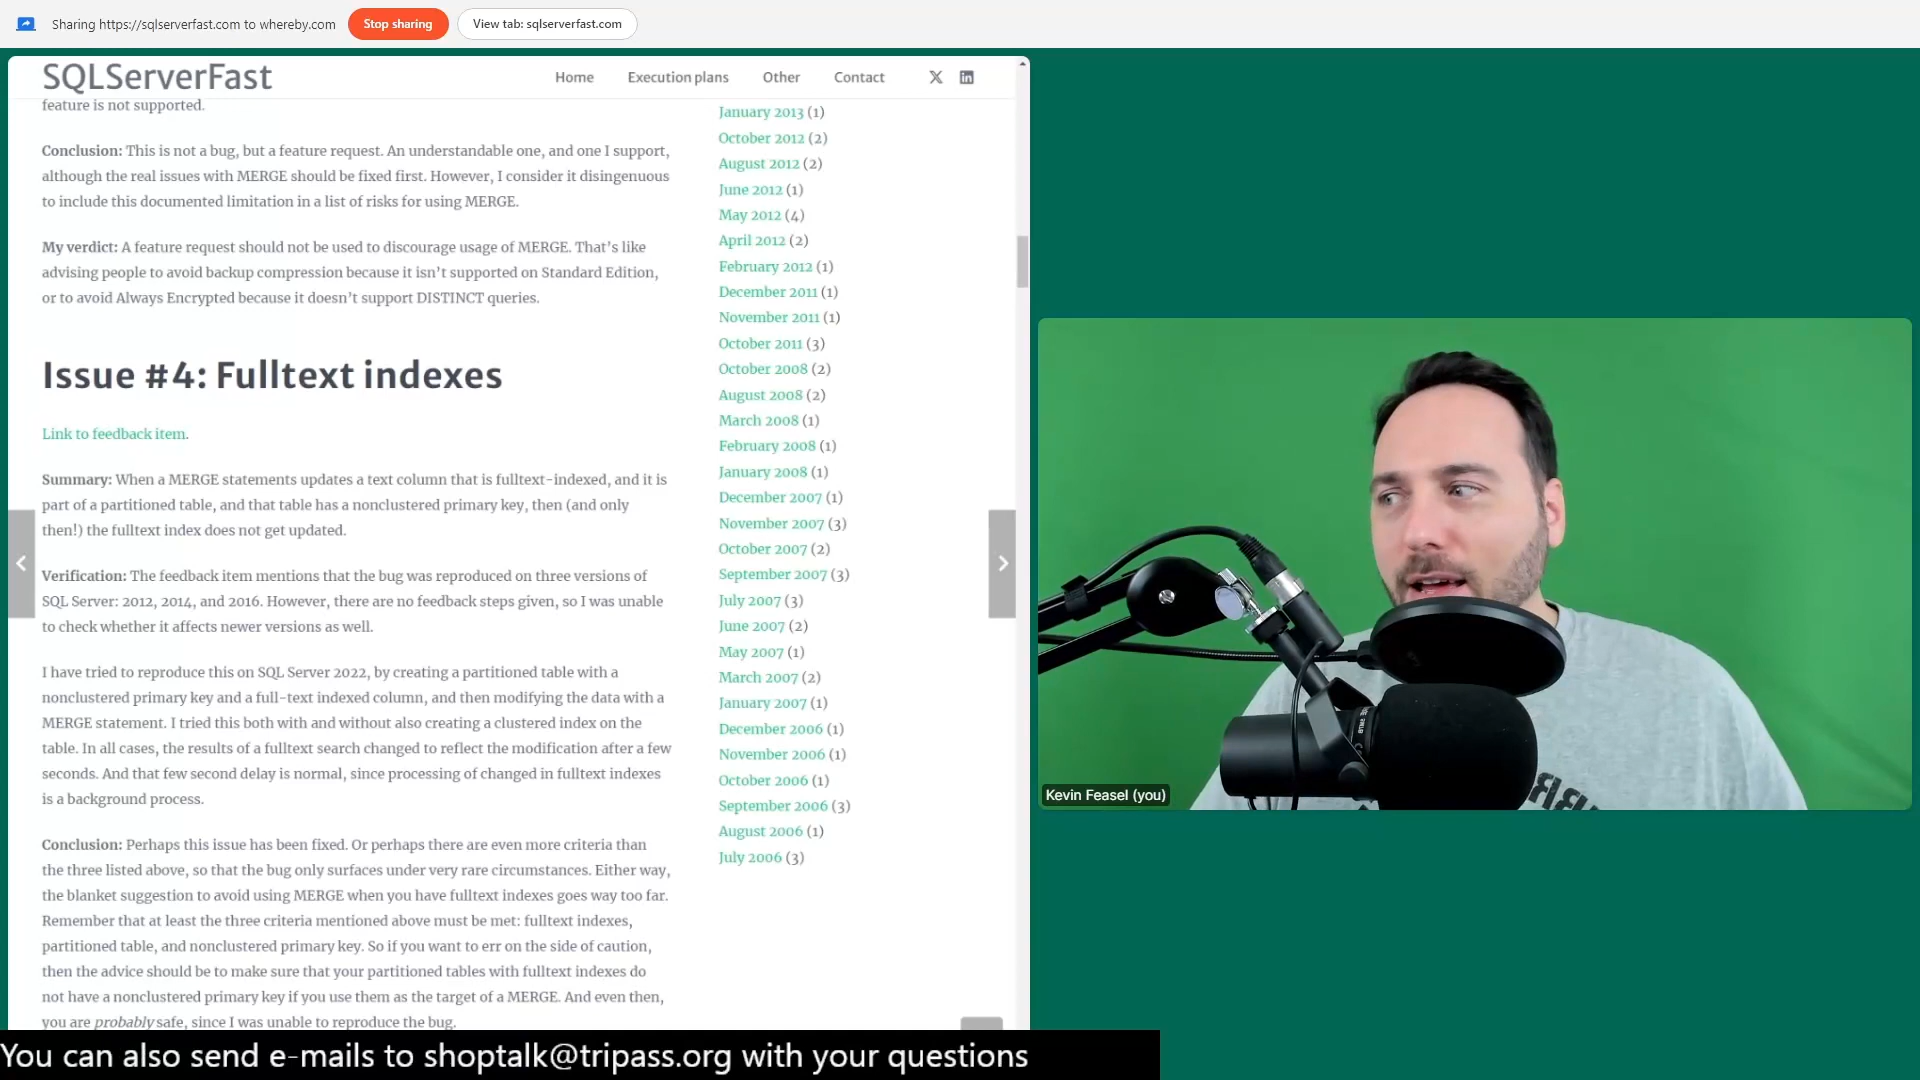 Sharing https://sqlserverfast.com to whereby.com
Stop sharing
View tab: sqlserverfast.com
SQLServerFast
Home
Execution plans
Other
Contact
feature is not supported.
Conclusion: This is not a bug, but a feature request. An understandable one, and one I support,
although the real issues with MERGE should be fixed first. However, I consider it disingenuous
to include this documented limitation in a list of risks for using MERGE.
My verdict: A feature request should not be used to discourage usage of MERGE. That's like
advising people to avoid backup compression because it isn't supported on Standard Edition,
or to avoid Always Encrypted because it doesn't support DISTINCT queries.
Issue #4: Fulltext indexes
Link to feedback item.
Summary: When a MERGE statements updates a text column that is fulltext-indexed, and it is
part of a partitioned table, and that table has a nonclustered primary key, then (and only
then!) the fulltext index does not get updated.
Verification: The feedback item mentions that the bug was reproduced on three versions of
SQL Server: 2012, 2014, and 2016. However, there are no feedback steps given, so I was unable
to check whether it affects newer versions as well.
I have tried to reproduce this on SQL Server 2022, by creating a partitioned table with a
nonclustered primary key and a full-text indexed column, and then modifying the data with a
MERGE statement. I tried this both with and without also creating a clustered index on the
table. In all cases, the results of a fulltext search changed to reflect the modification after a few
seconds. And that few second delay is normal, since processing of changed in fulltext indexes
is a background process.
Conclusion: Perhaps this issue has been fixed. Or perhaps there are even more criteria than
the three listed above, so that the bug only surfaces under very rare circumstances. Either way,
the blanket suggestion to avoid using MERGE when you have fulltext indexes goes way too far.
Remember that at least the three criteria mentioned above must be met: fulltext indexes,
partitioned table, and nonclustered primary key. So if you want to err on the side of caution,
then the advice should be to make sure that your partitioned tables with fulltext indexes do
not have a nonclustered primary key if you use them as the target of a MERGE. And even then,
you are probably safe, since I was unable to reproduce the bug.
January 2013 (1)
October 2012 (2)
August 2012 (2)
June 2012 (1)
May 2012 (4)
April 2012 (2)
February 2012 (1)
December 2011 (1)
November 2011 (1)
October 2011 (3)
October 2008 (2)
August 2008 (2)
March 2008 (1)
February 2008 (1)
January 2008 (1)
December 2007 (1)
November 2007 (3)
October 2007 (2)
September 2007 (3)
July 2007 (3)
June 2007 (2)
May 2007 (1)
March 2007 (2)
January 2007 (1)
December 2006 (1)
November 2006 (1)
October 2006 (1)
September 2006 (3)
August 2006 (1)
July 2006 (3)
Kevin Feasel (you)
You can also send e-mails to shoptalk@tripass.org with your questions